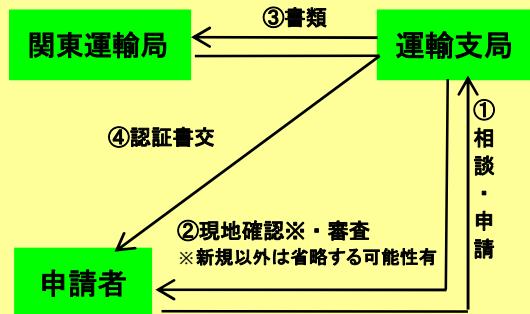 ③書類
関東運輸局
運輸支局
④認証書交
①相談・申請
②現地確認※・審査
※新規以外は省略する可能性有
申請者